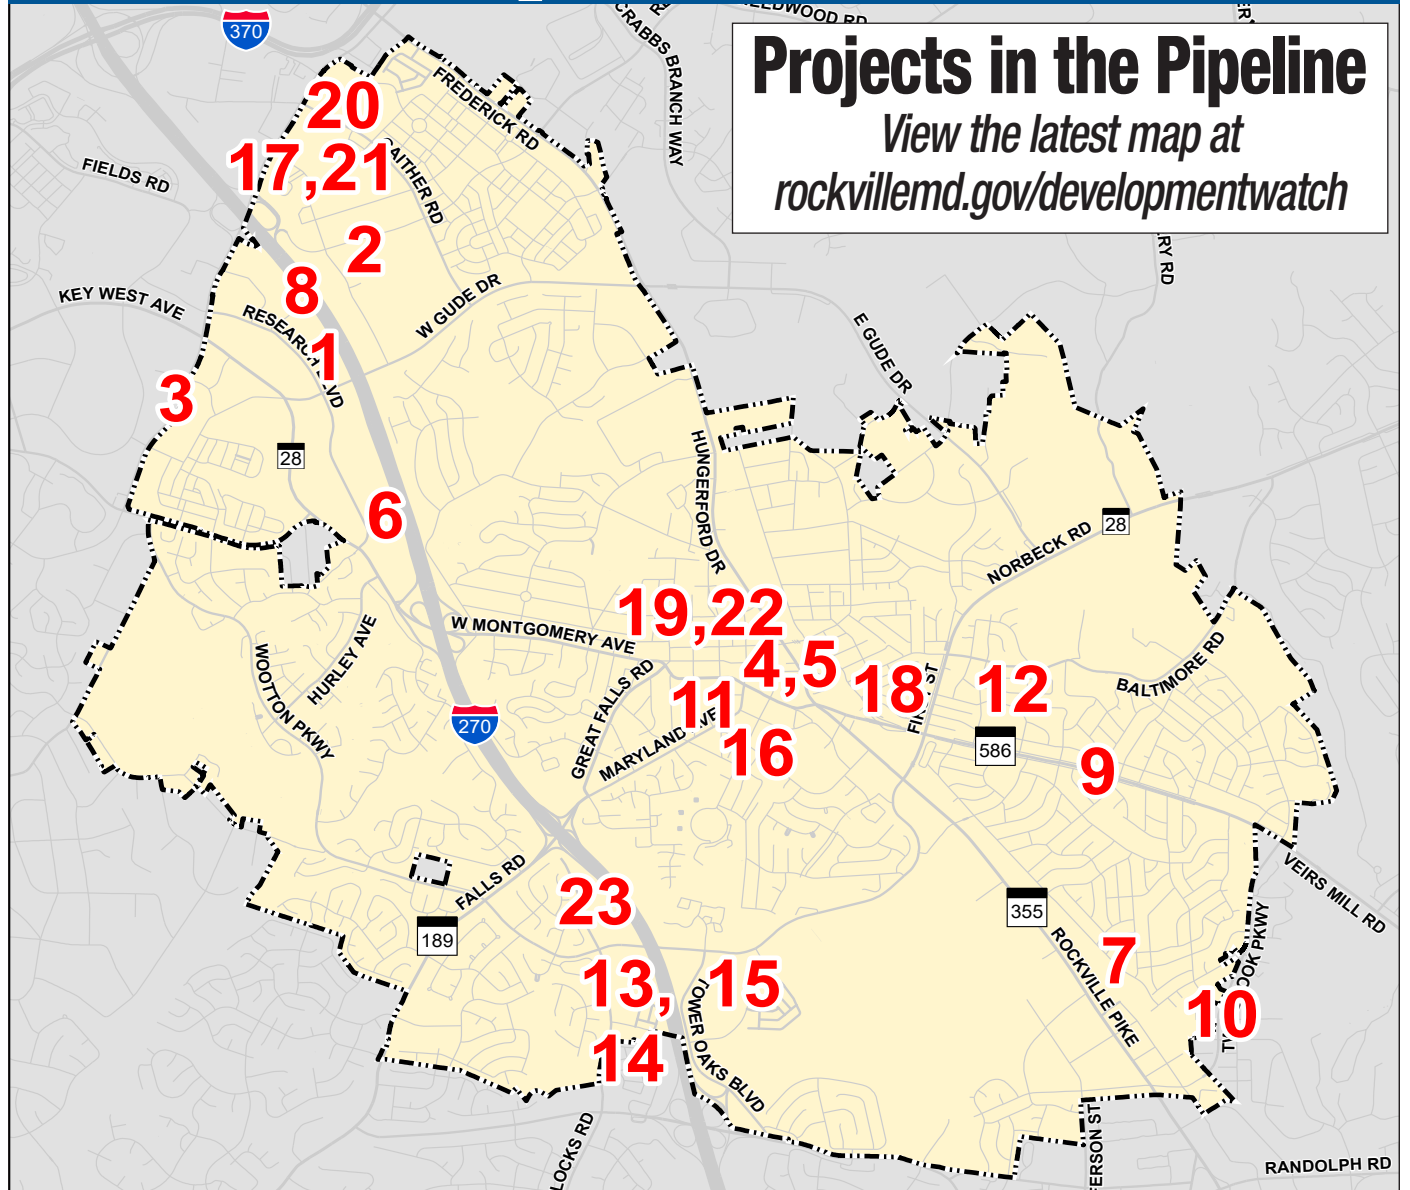 Projects in the Pipeline
View the latest map at
rockvillemd.gov/developmentwatch
370
CRABBS BRANCH WAY
FREDERICK RD
20
17,21
GAITHER RD
FIELDS RD
2
8
KEY WEST AVE
RESEARCH BLVD
W GUDE DR
1
3
E GUDE DR
28
HUNGERFORD DR
6
28
NORBECK RD
19,22
W MONTGOMERY AVE
4,5
18
FIRST ST
12
BALTIMORE RD
WOOTTON PKWY
HURLEY AVE
GREAT FALLS RD
11
MARYLAND AVE
16
270
586
9
VEIRS MILL RD
FALLS RD
23
189
355
ROCKVILLE PIKE
7
10
13,
14
15
TOWER OAKS BLVD
RANDOLPH RD